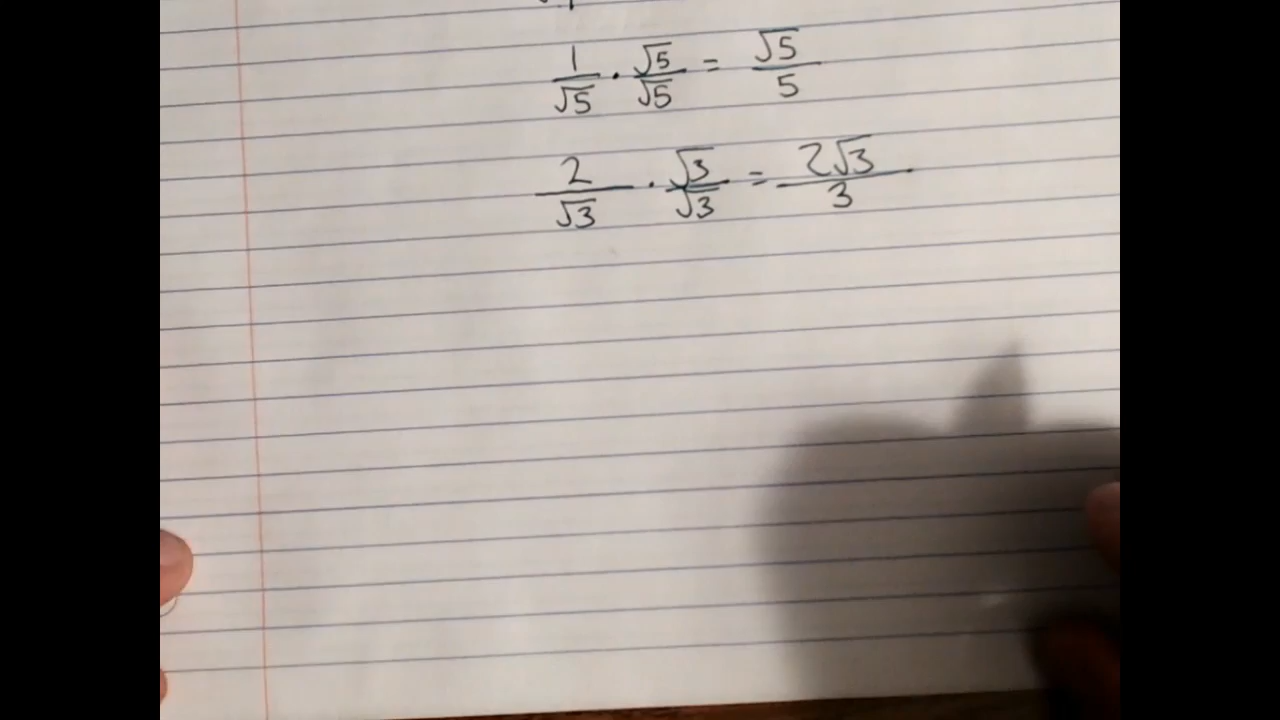 1/√5 · √5/√5 = √5/5
2/√3 · √3/√3 = 2√3/3